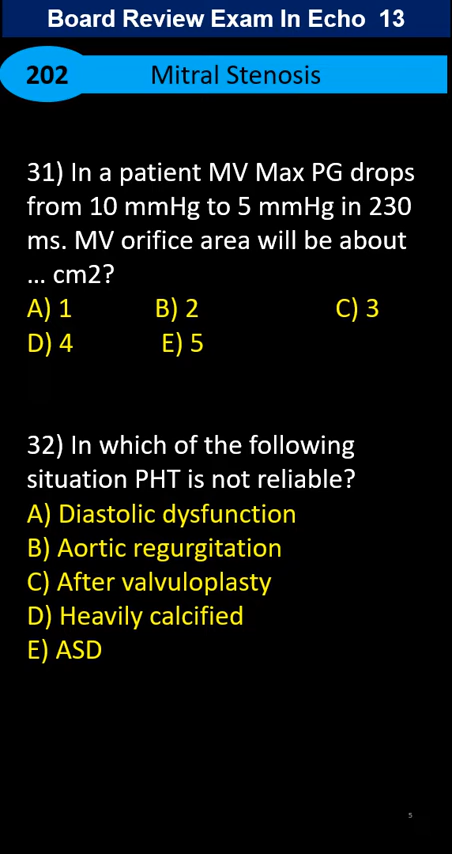 Board Review Exam In Echo 13
202 Mitral Stenosis
31) In a patient MV Max PG drops
from 10 mmHg to 5 mmHg in 230
ms. MV orifice area will be about
... cm2?
A) 1 B) 2 C) 3
D) 4 E) 5
32) In which of the following
situation PHT is not reliable?
A) Diastolic dysfunction
B) Aortic regurgitation
C) After valvuloplasty
D) Heavily calcified
E) ASD
5